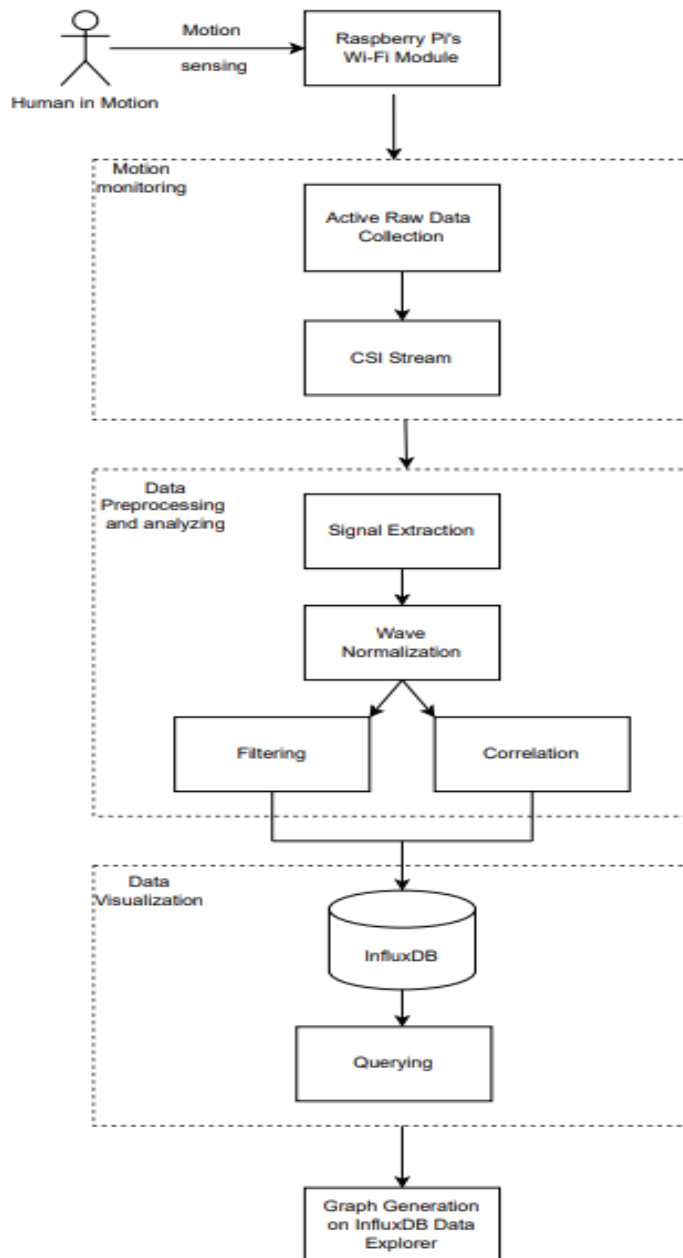 Motion
sensing
Human in Motion
Raspberry Pi's
Wi-Fi Module
Motion
monitoring
Active Raw Data
Collection
CSI Stream
Data
Preprocessing
and analyzing
Signal Extraction
Wave
Normalization
Filtering
Correlation
Data
Visualization
InfluxDB
Querying
Graph Generation
on InfluxDB Data
Explorer